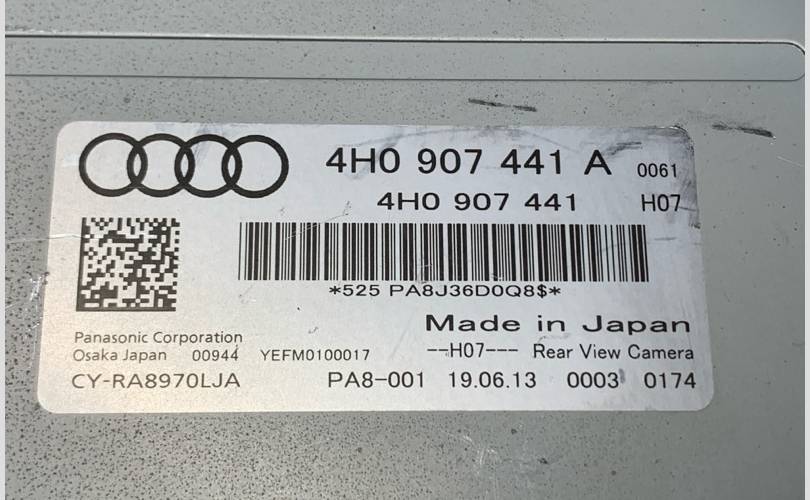 4H0 907 441 A 0061
4H0 907 441 H07
*525 PA8J36D0Q8$*
Made in Japan
Panasonic Corporation
Osaka Japan 00944 YEFM0100017 --H07--- Rear View Camera
CY-RA8970LJA PA8-001 19.06.13 0003 0174